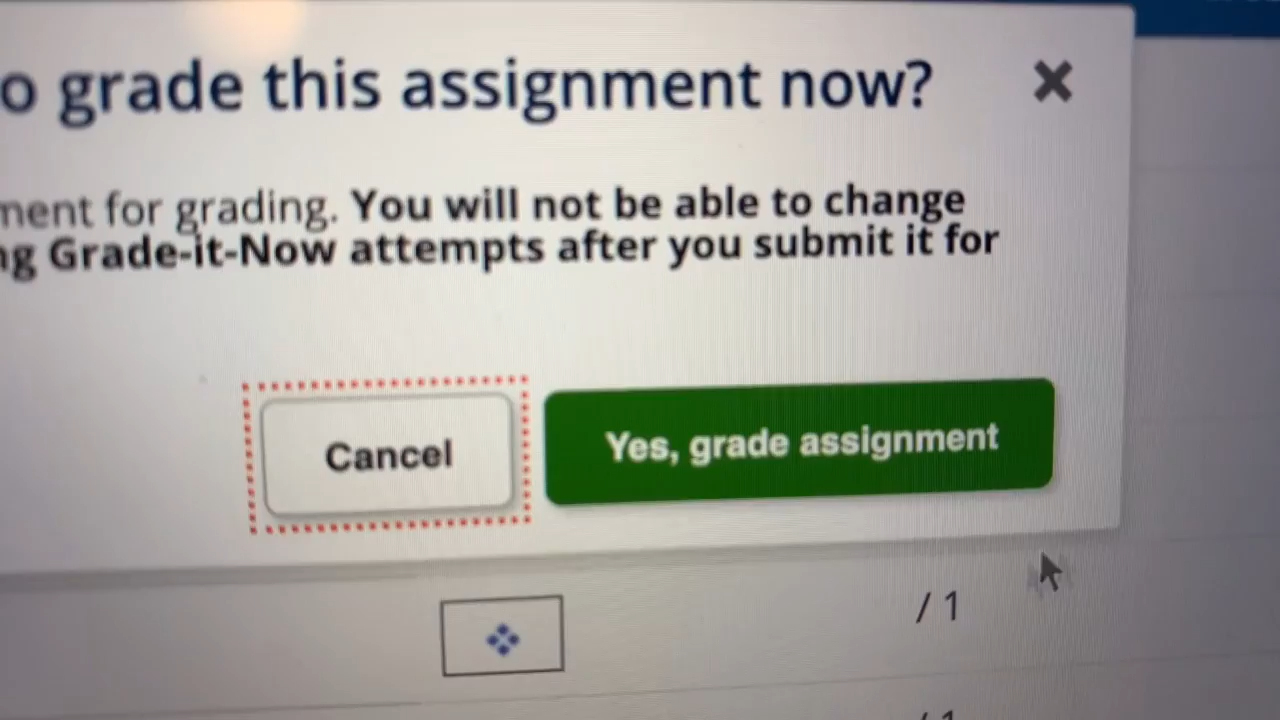 o grade this assignment now?
ment for grading. You will not be able to change
ng Grade-it-Now attempts after you submit it for
Cancel
Yes, grade assignment
/ 1
/ 1